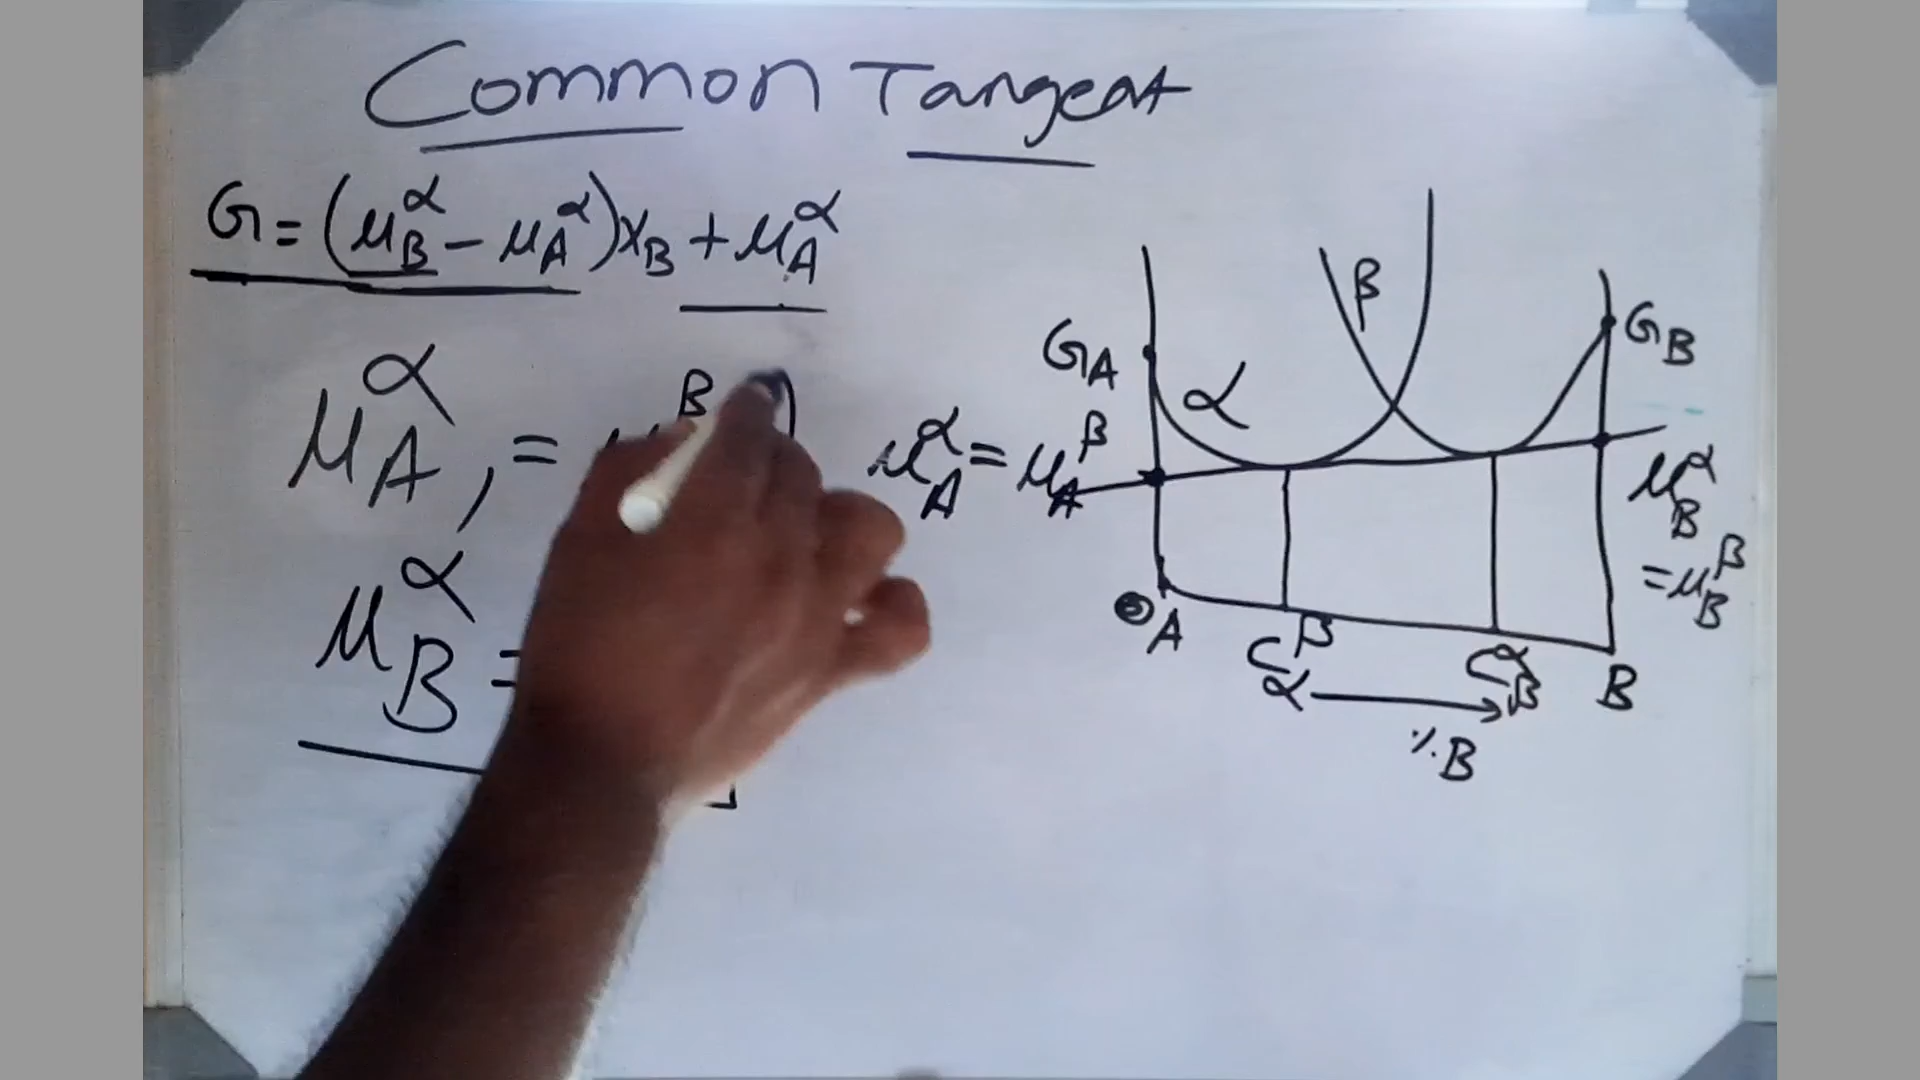 Common Tangent
G = (μ_B^α - μ_A^α) x_B + μ_A^α
μ_A^α, =
μ_B^α =
β
G_A
α
G_B
μ_A^α = μ_A^β
μ_B^α
= μ_B^β
A
C_α^β
C_β^α
B
%B